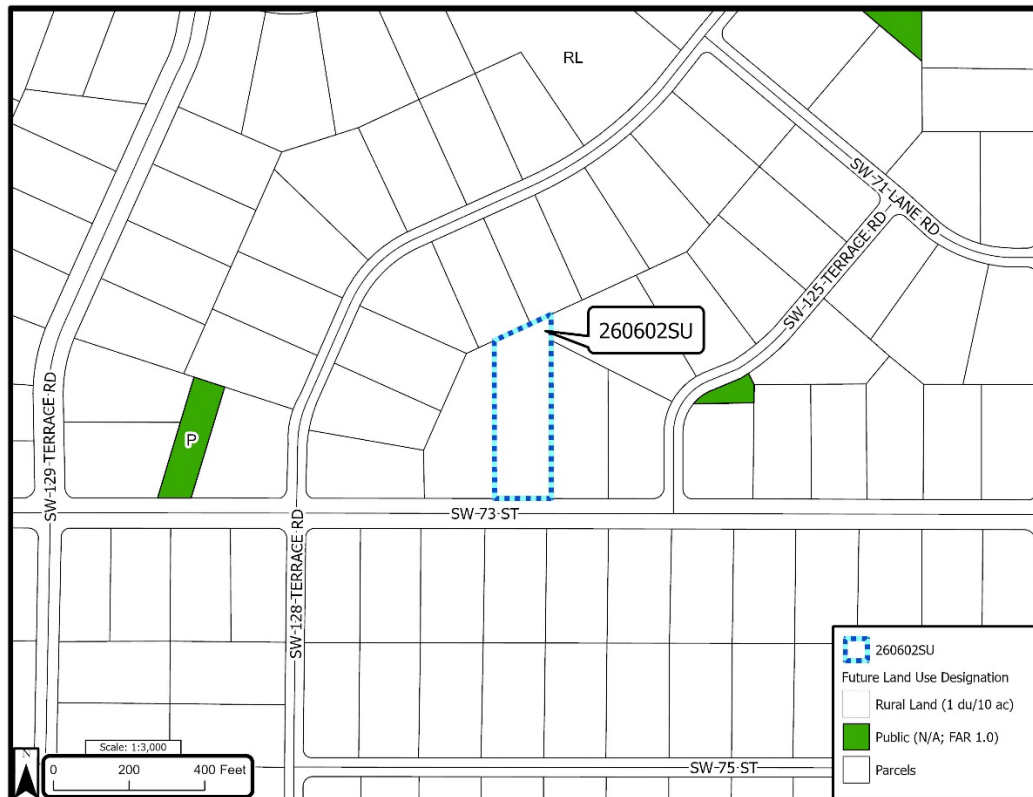 RL
SW-71-LANE RD
SW-125-TERRACE-RD
260602SU
P
SW-129-TERRACE-RD
SW-73-ST
SW-128-TERRACE-RD
260602SU
Future Land Use Designation
Rural Land (1 du/10 ac)
Public (N/A; FAR 1.0)
Parcels
Scale: 1:3,000
0 200 400 Feet
SW-75-ST